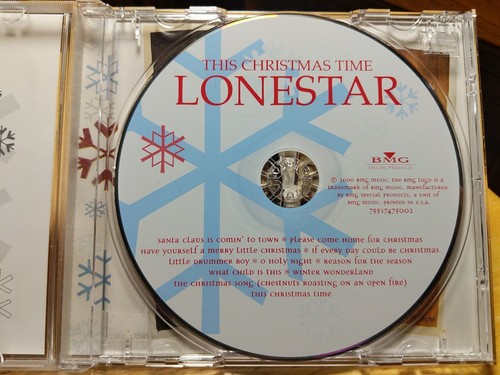 THIS CHRISTMAS TIME
LONESTAR
BMG
SPECIAL PRODUCTS
℗ 2000 BMG MUSIC. THE BMG LOGO IS A
TRADEMARK OF BMG MUSIC. MANUFACTURED
BY BMG SPECIAL PRODUCTS, A UNIT OF
BMG MUSIC. PRINTED IN U.S.A.
75517475002
SANTA CLAUS IS COMIN' TO TOWN * PLEASE COME HOME FOR CHRISTMAS
HAVE YOURSELF A MERRY LITTLE CHRISTMAS * IF EVERY DAY COULD BE CHRISTMAS
LITTLE DRUMMER BOY * O HOLY NIGHT * REASON FOR THE SEASON
WHAT CHILD IS THIS * WINTER WONDERLAND
THE CHRISTMAS SONG (CHESTNUTS ROASTING ON AN OPEN FIRE)
THIS CHRISTMAS TIME